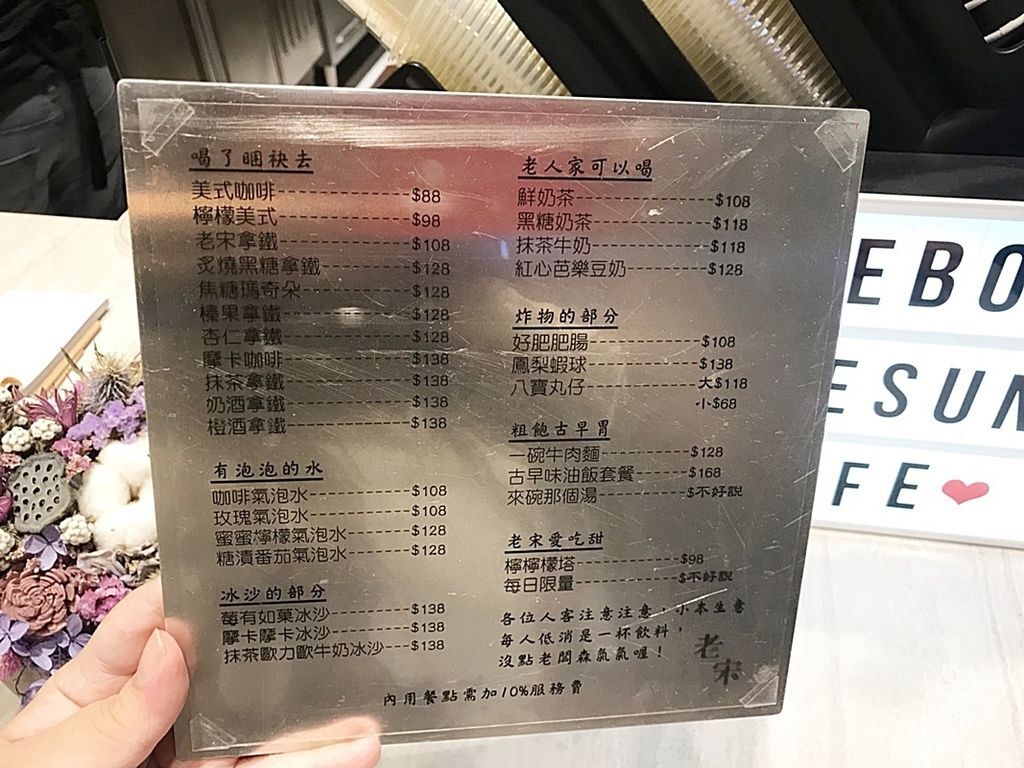 喝了睏袂去
美式咖啡--------------$88
檸檬美式--------------$98
老宋拿鐵--------------$108
炙燒黑糖拿鐵----------$128
焦糖瑪奇朵------------$128
榛果拿鐵--------------$128
杏仁拿鐵--------------$128
摩卡咖啡--------------$138
抹茶拿鐵--------------$138
奶酒拿鐵--------------$138
橙酒拿鐵--------------$138
有泡泡的水
咖啡氣泡水------------$108
玫瑰氣泡水------------$108
蜜蜜檸檬氣泡水--------$128
糖漬番茄氣泡水--------$128
冰沙的部分
莓有如菓冰沙----------$138
摩卡摩卡冰沙----------$138
抹茶歐力歐牛奶冰沙----$138
老人家可以喝
鮮奶茶----------------$108
黑糖奶茶--------------$118
抹茶牛奶--------------$118
紅心芭樂豆奶----------$128
炸物的部分
好肥肥腸--------------$108
鳳梨蝦球--------------$138
八寶丸仔--------------大$118
小$68
粗飽古早胃
一碗牛肉麵------------$128
古早味油飯套餐--------$168
來碗那個湯------------$不好說
老宋愛吃甜
檸檸檬塔--------------$98
每日限量--------------$不好說
各位人客注意注意，小本生意
每人低消是一杯飲料，
沒點老闆森氣氣喔！
老宋
內用餐點需加10%服務費
EBO
ESUN
FE ❤